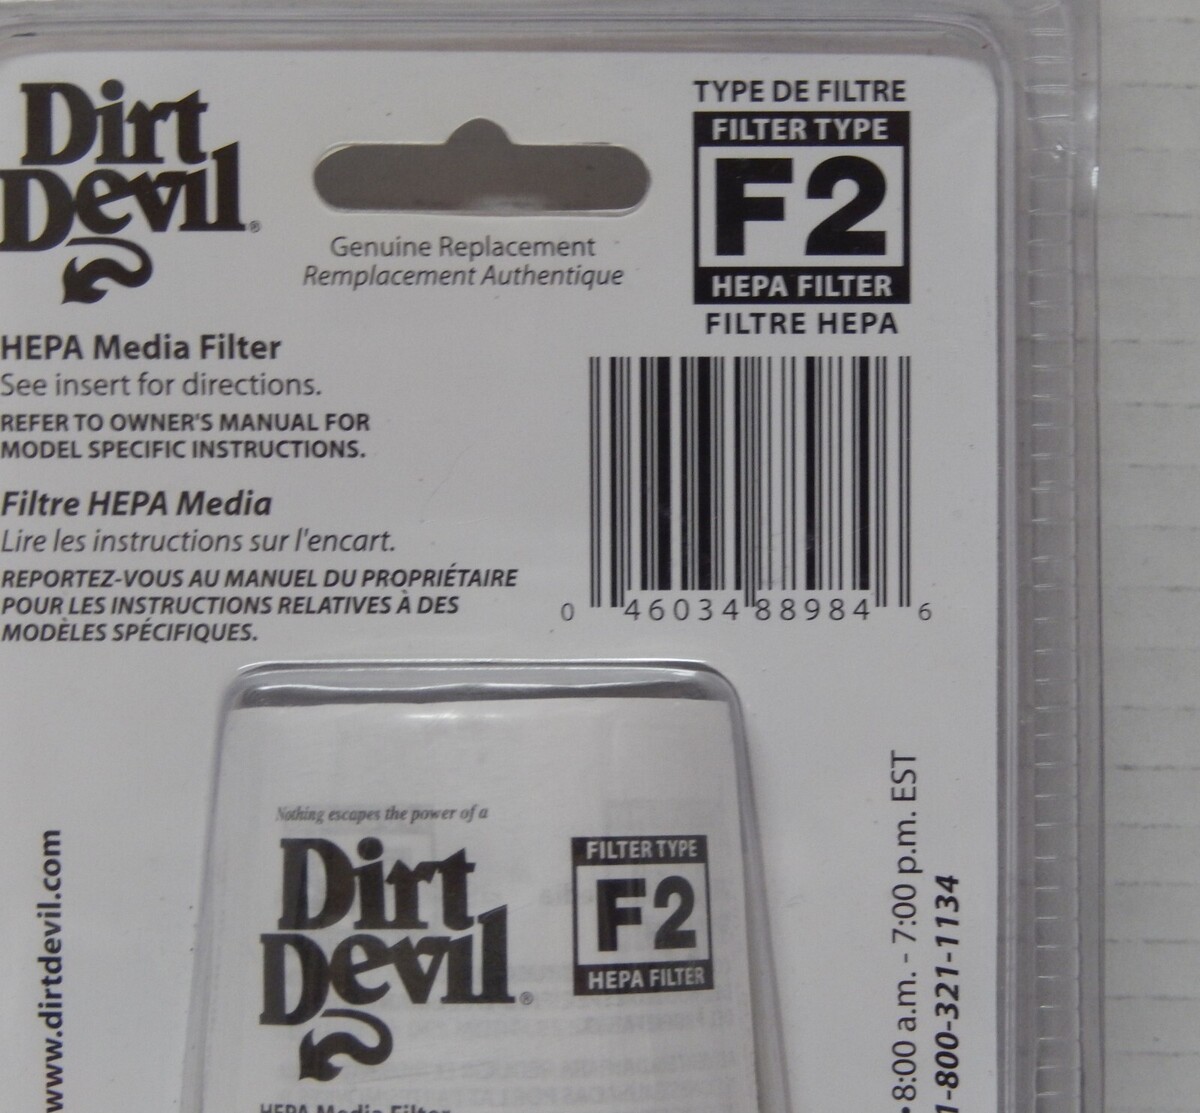 Dirt
Devil®
Genuine Replacement
Remplacement Authentique
TYPE DE FILTRE
FILTER TYPE
F2
HEPA FILTER
FILTRE HEPA
HEPA Media Filter
See insert for directions.
REFER TO OWNER'S MANUAL FOR
MODEL SPECIFIC INSTRUCTIONS.
Filtre HEPA Media
Lire les instructions sur l'encart.
REPORTEZ-VOUS AU MANUEL DU PROPRIÉTAIRE
POUR LES INSTRUCTIONS RELATIVES À DES
MODÈLES SPÉCIFIQUES.
0 46034 88984 6
Nothing escapes the power of a
Dirt
Devil®
FILTER TYPE
F2
HEPA FILTER
HEPA Media Filter
www.dirtdevil.com
• 8:00 a.m. - 7:00 p.m. EST
1-800-321-1134